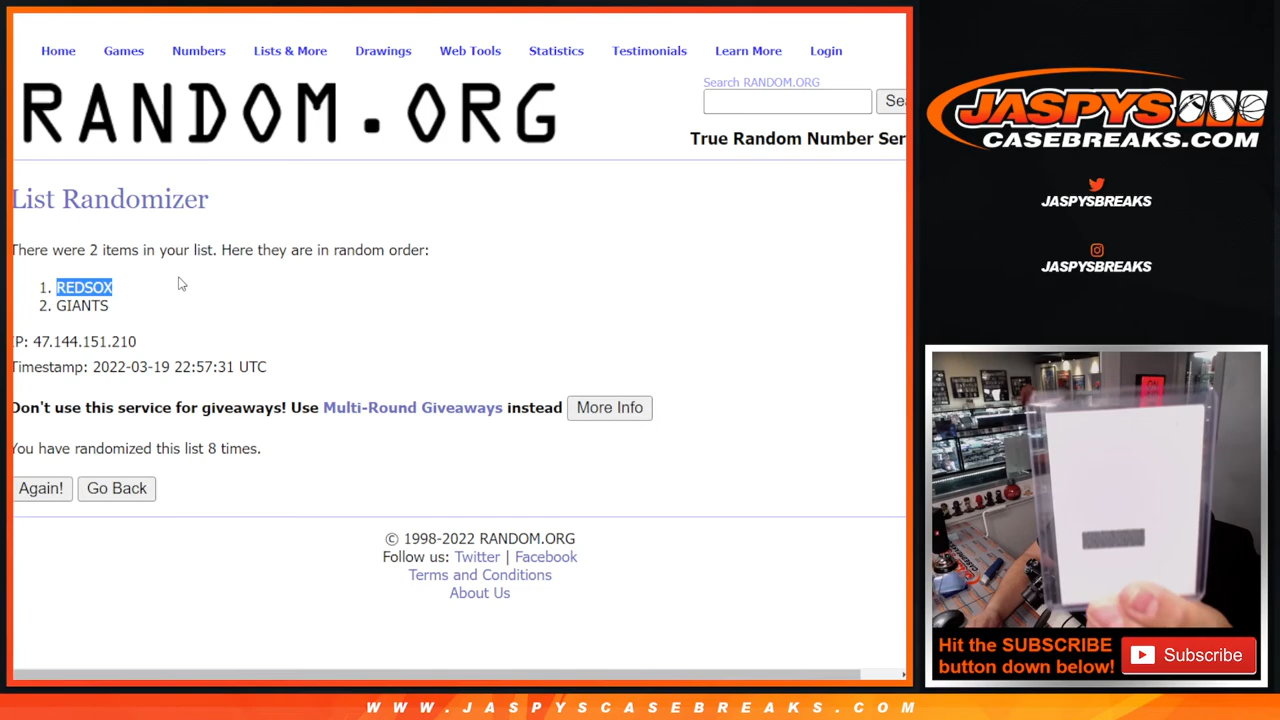 Home Games Numbers Lists & More Drawings Web Tools Statistics Testimonials Learn More Login
Search RANDOM.ORG
RANDOM.ORG
True Random Number Ser
List Randomizer
There were 2 items in your list. Here they are in random order:
1. REDSOX
2. GIANTS
IP: 47.144.151.210
Timestamp: 2022-03-19 22:57:31 UTC
Don't use this service for giveaways! Use Multi-Round Giveaways instead More Info
You have randomized this list 8 times.
Again! Go Back
© 1998-2022 RANDOM.ORG
Follow us: Twitter | Facebook
Terms and Conditions
About Us
JASPYS
CASEBREAKS.COM
JASPYSBREAKS
JASPYSBREAKS
Hit the SUBSCRIBE
button down below!
Subscribe
WWW.JASPYSCASEBREAKS.COM